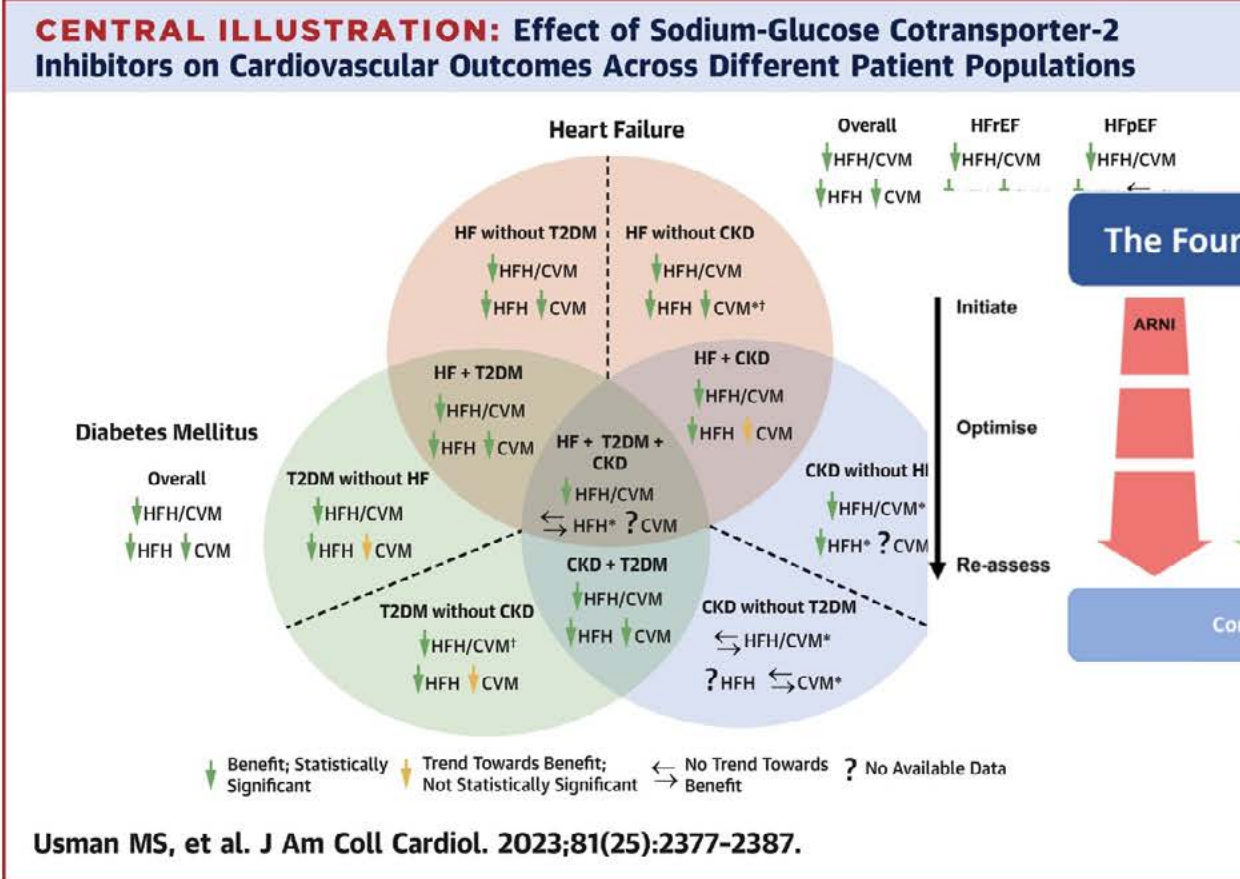 CENTRAL ILLUSTRATION: Effect of Sodium-Glucose Cotransporter-2
Inhibitors on Cardiovascular Outcomes Across Different Patient Populations
Heart Failure
Overall
HFH/CVM
HFH CVM
HFrEF
HFH/CVM
HFpEF
HFH/CVM
HF without T2DM
HFH/CVM
HFH CVM
HF without CKD
HFH/CVM
HFH CVM*†
HF + T2DM
HFH/CVM
HFH CVM
HF + CKD
HFH/CVM
HFH CVM
HF + T2DM +
CKD
HFH/CVM
HFH* ? CVM
Diabetes Mellitus
Overall
HFH/CVM
HFH CVM
T2DM without HF
HFH/CVM
HFH CVM
T2DM without CKD
HFH/CVM†
HFH CVM
CKD + T2DM
HFH/CVM
HFH CVM
CKD without
HFH/CVM*
HFH* ? CVM
CKD without T2DM
HFH/CVM*
? HFH CVM*
The
Initiate
Optimise
Re-assess
ARNI
Benefit; Statistically
Significant
Trend Towards Benefit;
Not Statistically Significant
No Trend Towards
Benefit
? No Available Data
Usman MS, et al. J Am Coll Cardiol. 2023;81(25):2377-2387.